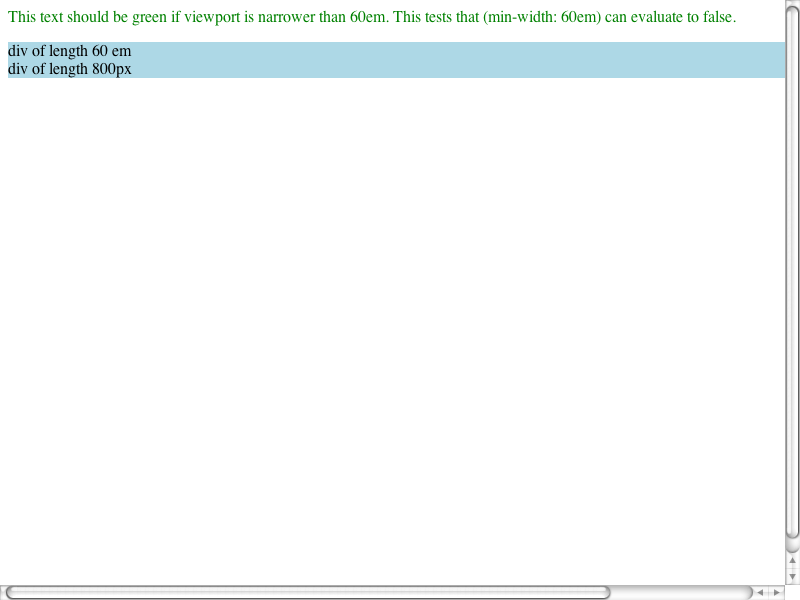 This text should be green if viewport is narrower than 60em. This tests that (min-width: 60em) can evaluate to false.
div of length 60 em
div of length 800px